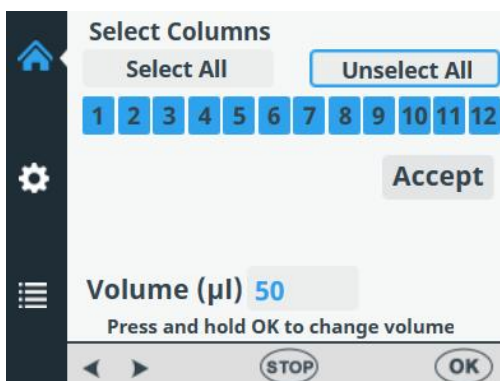 Select Columns
Select All Unselect All
1 2 3 4 5 6 7 8 9 10 11 12
Accept
Volume (µl) 50
Press and hold OK to change volume
STOP OK